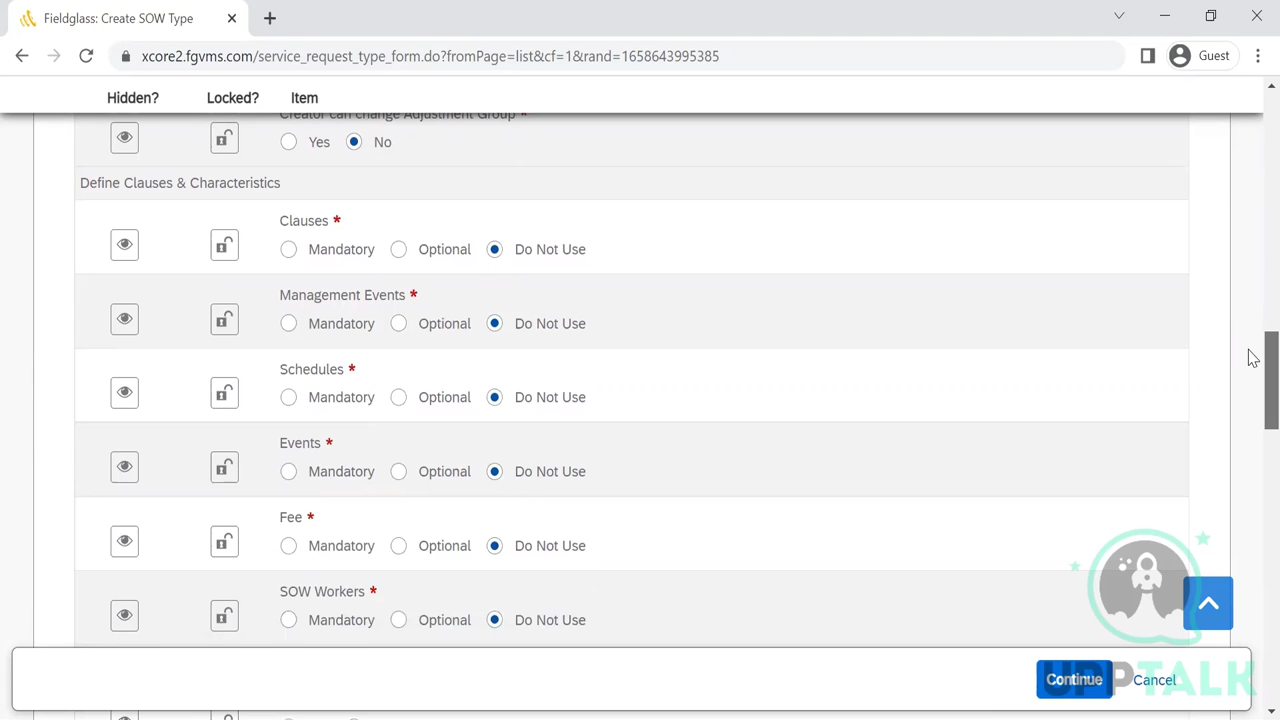 Fieldglass: Create SOW Type
xcore2.fgvms.com/service_request_type_form.do?fromPage=list&cf=1&rand=1658643995385
Guest
Hidden? Locked? Item
Creator can change Adjustment Group *
Yes No
Define Clauses & Characteristics
Clauses *
Mandatory Optional Do Not Use
Management Events *
Mandatory Optional Do Not Use
Schedules *
Mandatory Optional Do Not Use
Events *
Mandatory Optional Do Not Use
Fee *
Mandatory Optional Do Not Use
SOW Workers *
Mandatory Optional Do Not Use
Continue Cancel
UPPTALK